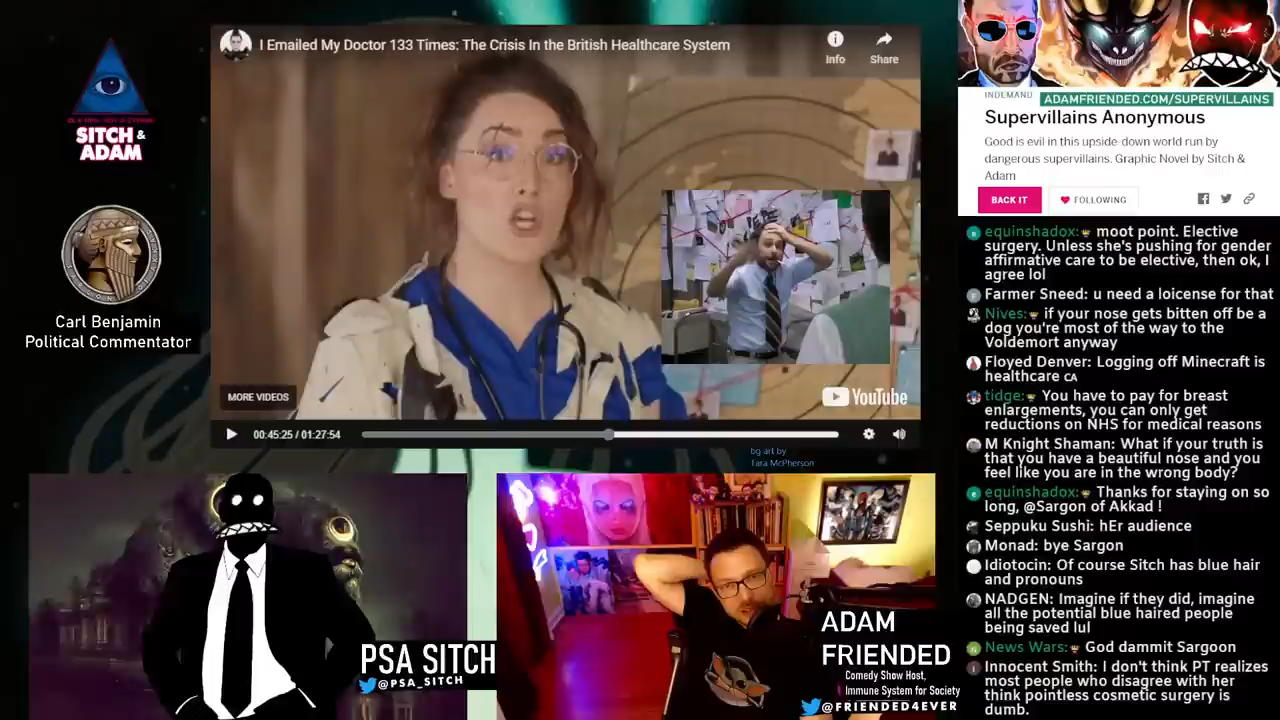 I Emailed My Doctor 133 Times: The Crisis In the British Healthcare System
Info
Share
MORE VIDEOS
YouTube
00:45:25 / 01:27:54
bg art by
Tara McPherson
SITCH &
ADAM
Carl Benjamin
Political Commentator
PSA SITCH
@PSA_SITCH
ADAM
FRIENDED
Comedy Show Host,
Immune System for Society
@FRIENDED4EVER
INDEMAND
ADAMFRIENDED.COM/SUPERVILLAINS
Supervillains Anonymous
Good is evil in this upside-down world run by
dangerous supervillains. Graphic Novel by Sitch &
Adam
BACK IT
FOLLOWING
equinshadox: moot point. Elective
surgery. Unless she's pushing for gender
affirmative care to be elective, then ok, I
agree lol
Farmer Sneed: u need a loicense for that
Nives: if your nose gets bitten off be a
dog you're most of the way to the
Voldemort anyway
Floyed Denver: Logging off Minecraft is
healthcare CA
tidge: You have to pay for breast
enlargements, you can only get
reductions on NHS for medical reasons
M Knight Shaman: What if your truth is
that you have a beautiful nose and you
feel like you are in the wrong body?
equinshadox: Thanks for staying on so
long, @Sargon of Akkad !
Seppuku Sushi: hEr audience
Monad: bye Sargon
Idiotocin: Of course Sitch has blue hair
and pronouns
NADGEN: Imagine if they did, imagine
all the potential blue haired people
being saved lul
News Wars: God dammit Sargoon
Innocent Smith: I don't think PT realizes
most people who disagree with her
think pointless cosmetic surgery is
dumb.